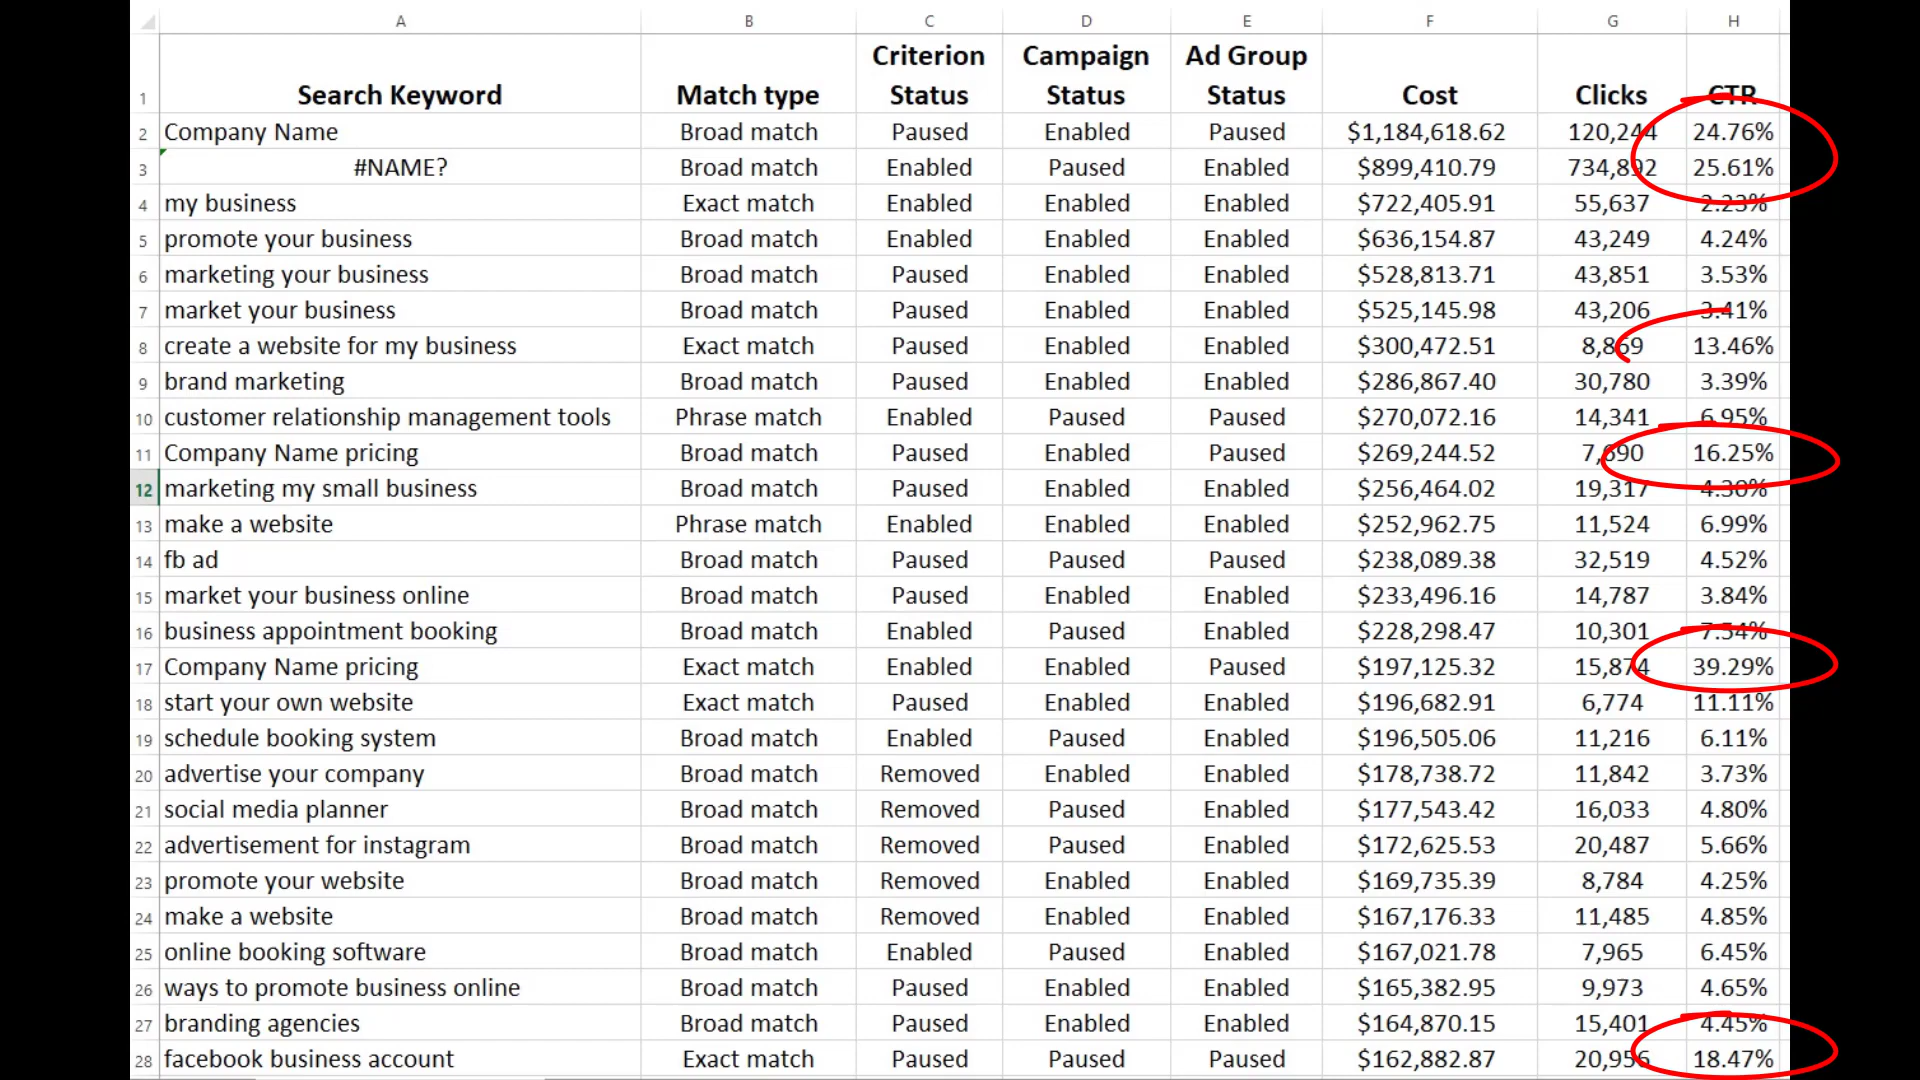 A B C D E F G H
1 Search Keyword Match type Criterion Status Campaign Status Ad Group Status Cost Clicks CTR
2 Company Name Broad match Paused Enabled Paused $1,184,618.62 120,244 24.76%
3 #NAME? Broad match Enabled Paused Enabled $899,410.79 734,892 25.61%
4 my business Exact match Enabled Enabled Enabled $722,405.91 55,637 2.23%
5 promote your business Broad match Enabled Enabled Enabled $636,154.87 43,249 4.24%
6 marketing your business Broad match Paused Enabled Enabled $528,813.71 43,851 3.53%
7 market your business Broad match Paused Enabled Enabled $525,145.98 43,206 3.41%
8 create a website for my business Exact match Paused Enabled Enabled $300,472.51 8,869 13.46%
9 brand marketing Broad match Paused Enabled Enabled $286,867.40 30,780 3.39%
10 customer relationship management tools Phrase match Enabled Paused Paused $270,072.16 14,341 6.95%
11 Company Name pricing Broad match Paused Enabled Paused $269,244.52 7,690 16.25%
12 marketing my small business Broad match Paused Enabled Enabled $256,464.02 19,317 4.30%
13 make a website Phrase match Enabled Enabled Enabled $252,962.75 11,524 6.99%
14 fb ad Broad match Paused Paused Paused $238,089.38 32,519 4.52%
15 market your business online Broad match Paused Enabled Enabled $233,496.16 14,787 3.84%
16 business appointment booking Broad match Enabled Paused Enabled $228,298.47 10,301 7.54%
17 Company Name pricing Exact match Enabled Enabled Paused $197,125.32 15,874 39.29%
18 start your own website Exact match Paused Enabled Enabled $196,682.91 6,774 11.11%
19 schedule booking system Broad match Enabled Paused Enabled $196,505.06 11,216 6.11%
20 advertise your company Broad match Removed Enabled Enabled $178,738.72 11,842 3.73%
21 social media planner Broad match Removed Paused Enabled $177,543.42 16,033 4.80%
22 advertisement for instagram Broad match Removed Paused Enabled $172,625.53 20,487 5.66%
23 promote your website Broad match Removed Enabled Enabled $169,735.39 8,784 4.25%
24 make a website Broad match Removed Enabled Enabled $167,176.33 11,485 4.85%
25 online booking software Broad match Enabled Paused Enabled $167,021.78 7,965 6.45%
26 ways to promote business online Broad match Paused Enabled Enabled $165,382.95 9,973 4.65%
27 branding agencies Broad match Paused Enabled Enabled $164,870.15 15,401 4.45%
28 facebook business account Exact match Paused Paused Paused $162,882.87 20,956 18.47%